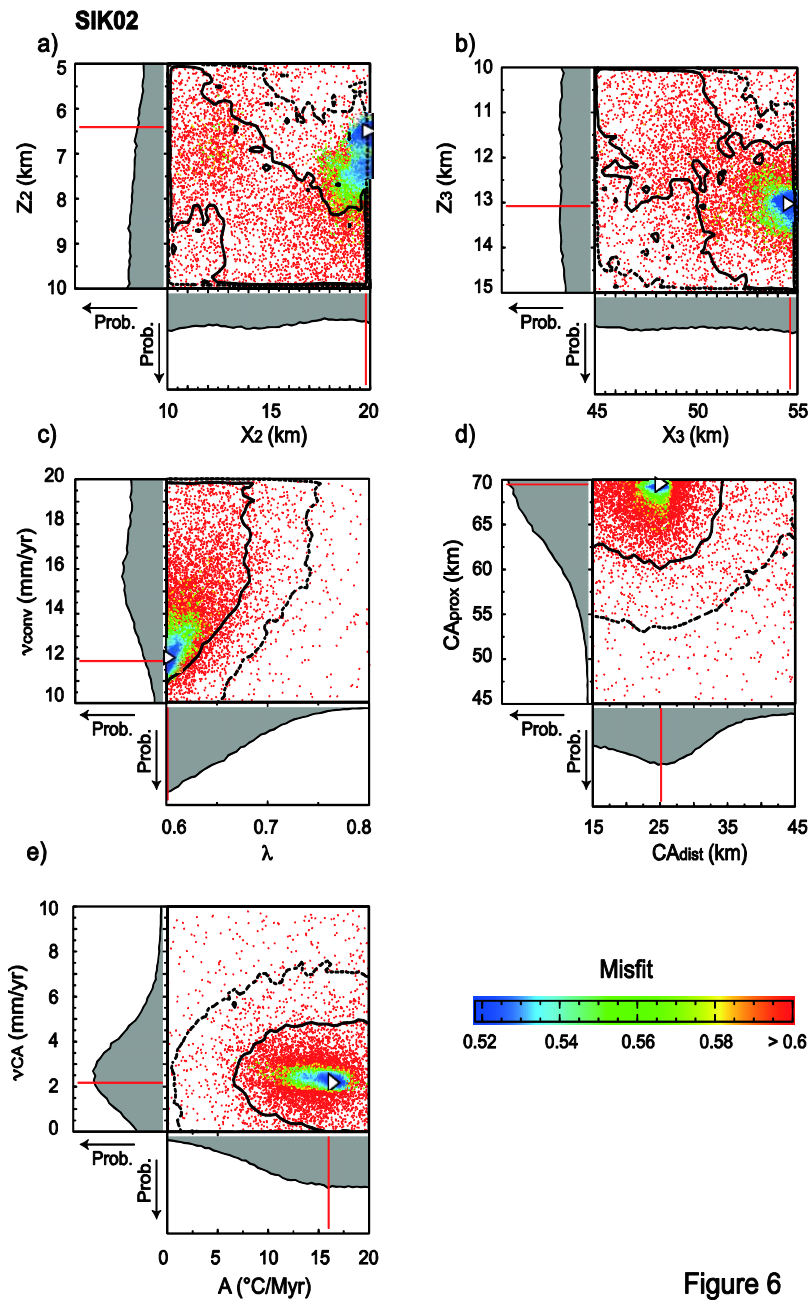 SIK02
a)
5
6
7
8
9
10
Z2 (km)
Prob.
Prob.
10
15
20
X2 (km)
b)
10
11
12
13
14
15
Z3 (km)
Prob.
Prob.
45
50
55
X3 (km)
c)
20
18
16
14
12
10
νconv (mm/yr)
Prob.
Prob.
0.6
0.7
0.8
λ
d)
70
65
60
55
50
45
CAprox (km)
Prob.
Prob.
15
25
35
45
CAdist (km)
e)
10
8
6
4
2
0
νCA (mm/yr)
Prob.
Prob.
0
5
10
15
20
A (°C/Myr)
Misfit
0.52
0.54
0.56
0.58
> 0.6
Figure 6